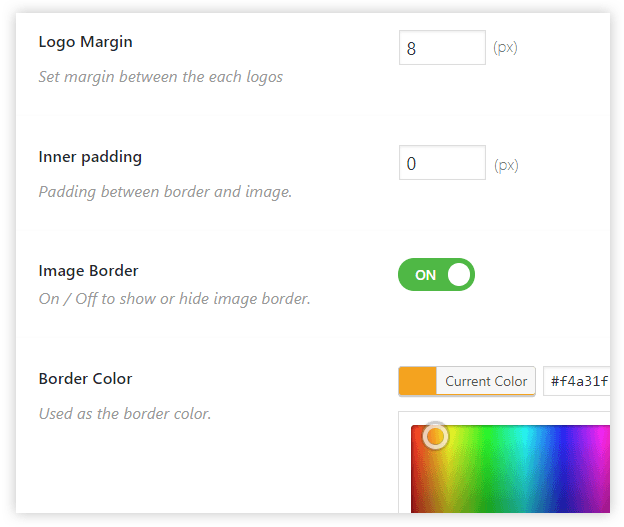 Logo Margin
8 (px)
Set margin between the each logos
Inner padding
0 (px)
Padding between border and image.
Image Border
ON
On / Off to show or hide image border.
Border Color
Current Color #f4a31f
Used as the border color.